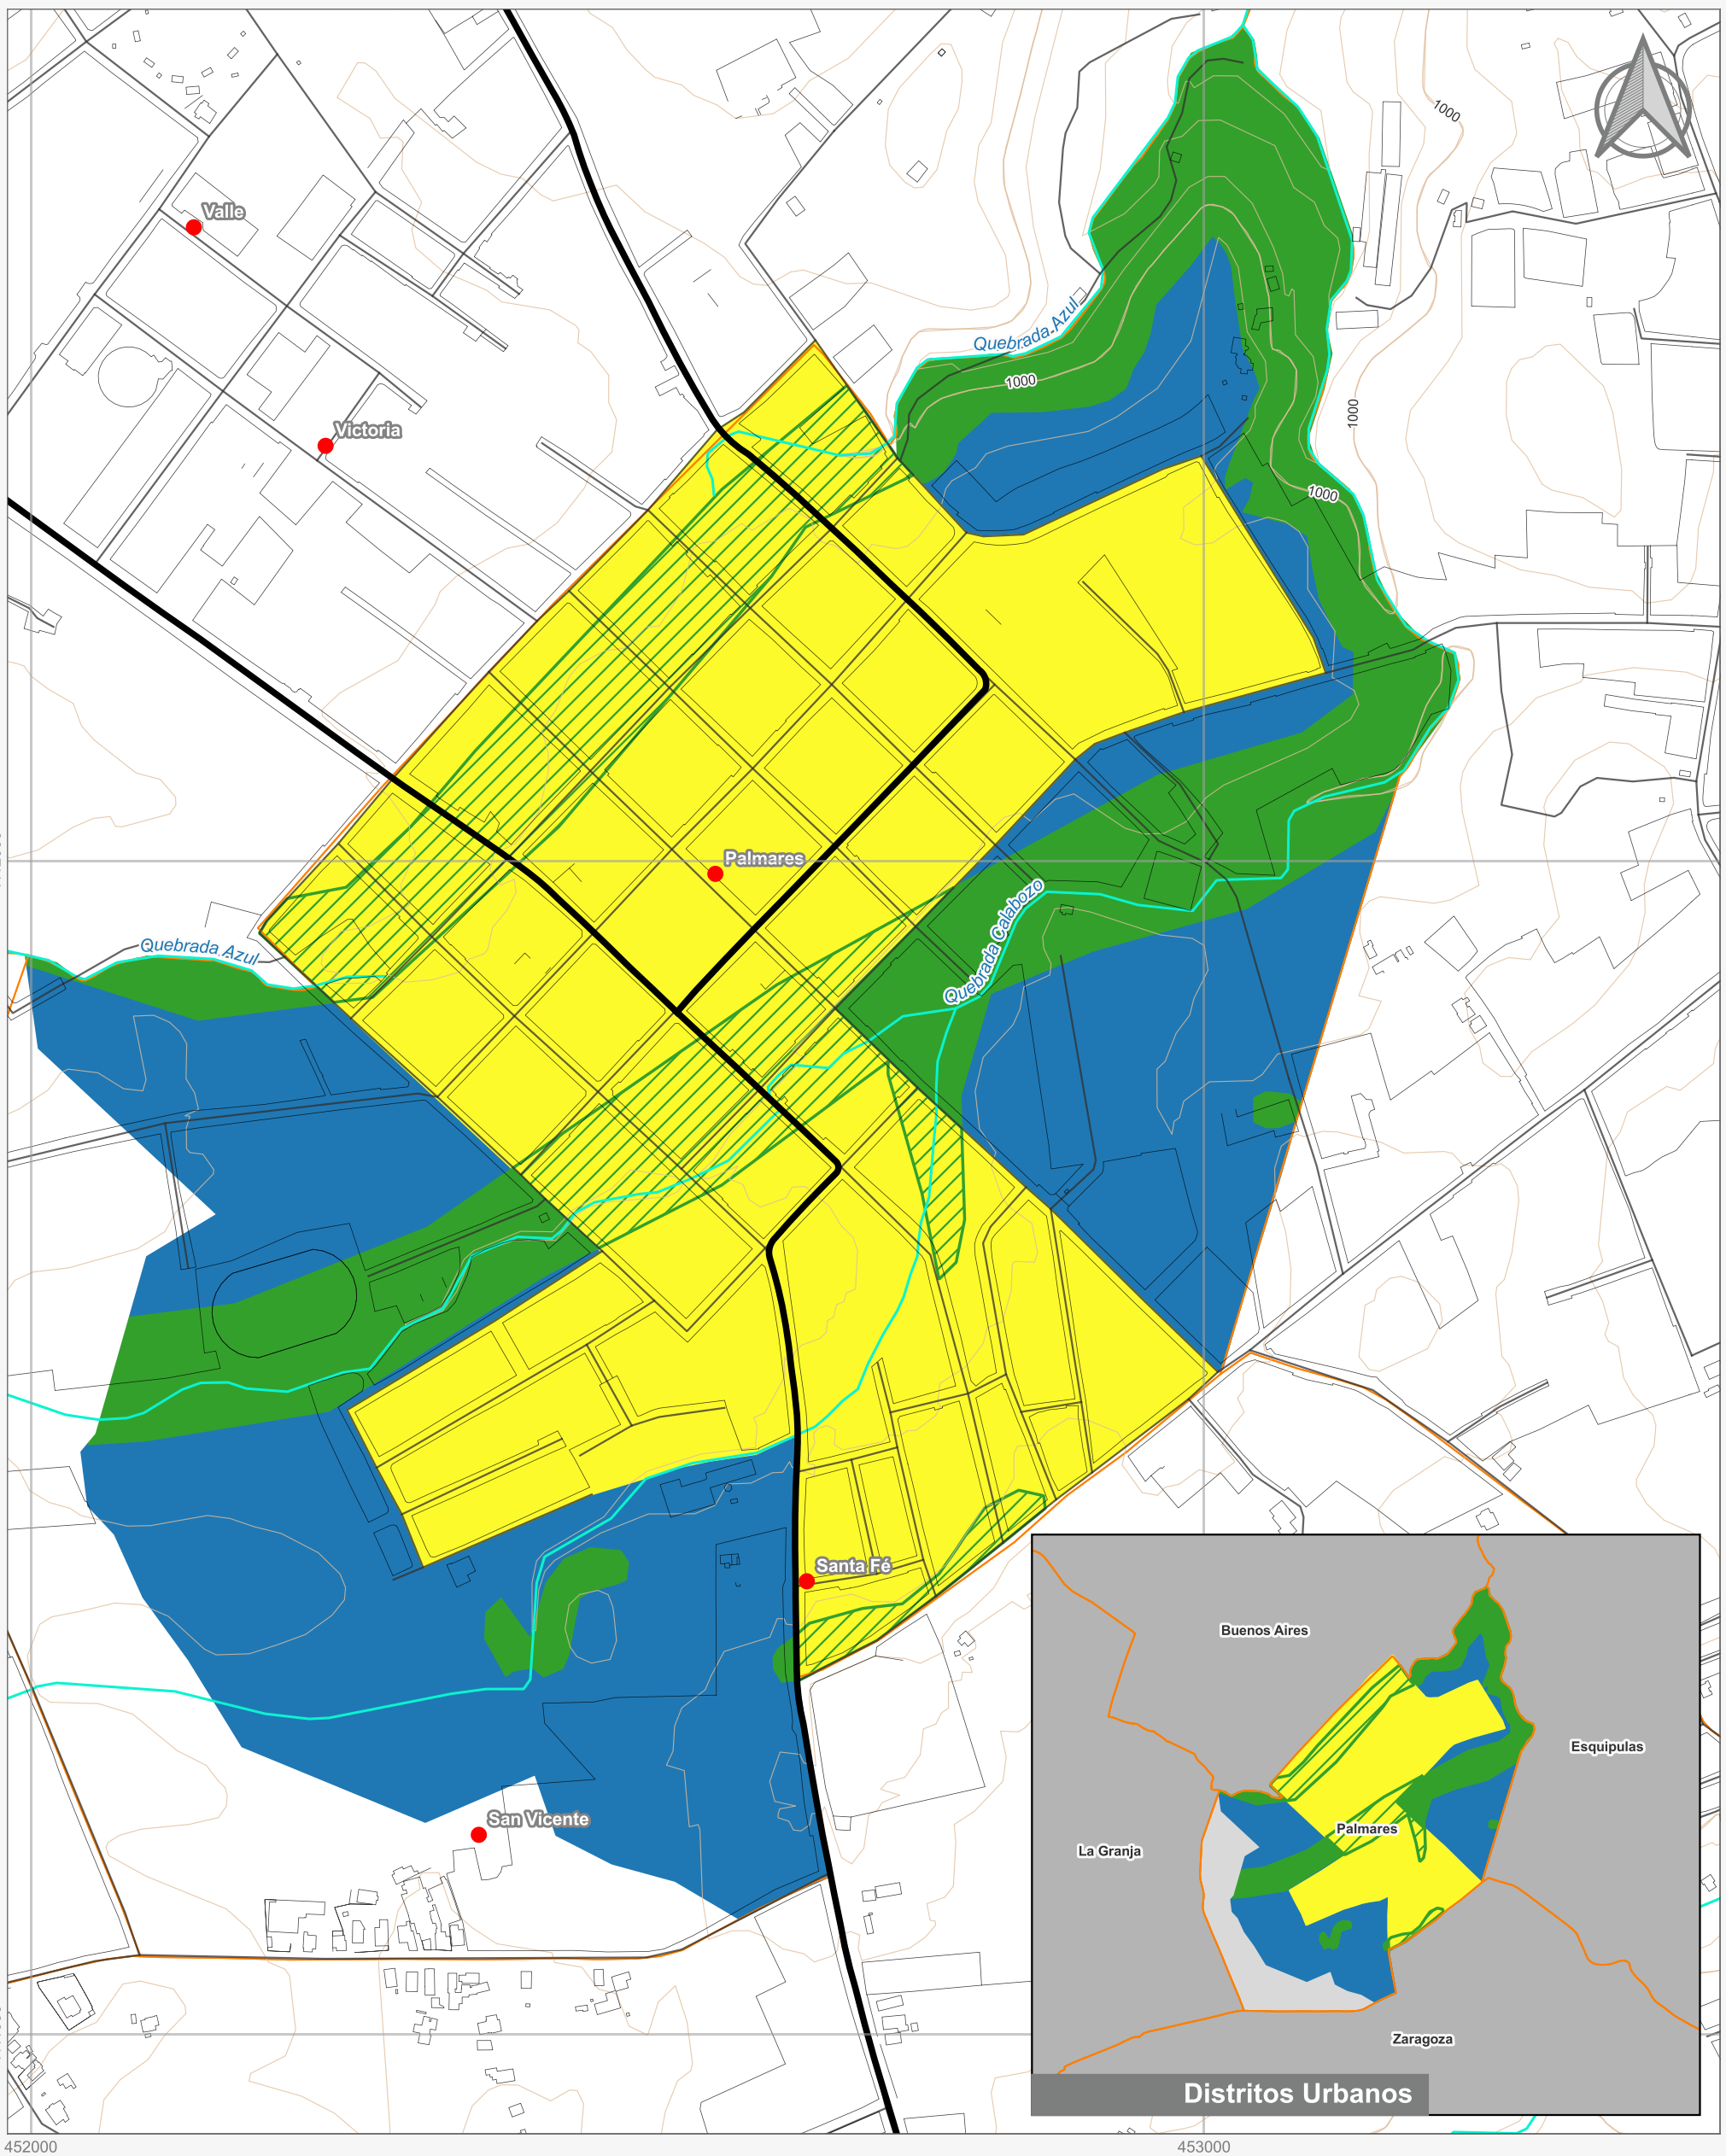 1000
Valle
Quebrada Azul
1000
1000
Victoria
1000
Palmares
Quebrada Calabozo
Quebrada Azul
Santa Fé
Buenos Aires
Esquipulas
San Vicente
Palmares
La Granja
Zaragoza
Distritos Urbanos
452000
453000